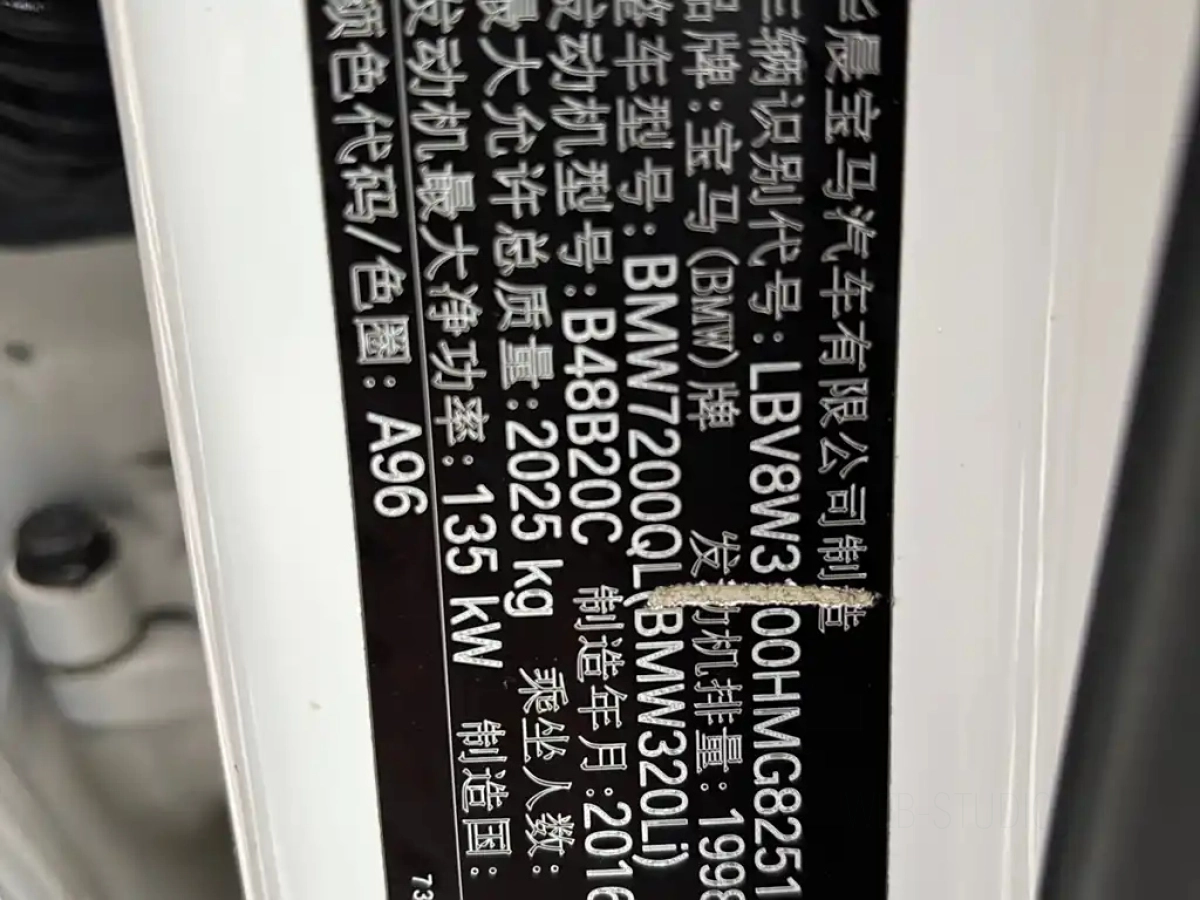 华晨宝马汽车有限公司制造
车辆识别代号:LBV8W3 00HMG8251
品牌:宝马(BMW)牌 发动机排量:1998
整车型号:BMW7200QL(BMW320Li)
发动机型号:B48B20C 制造年月:2016
最大允许总质量:2025 kg 乘坐人数:
发动机最大净功率:135 kW 制造国:
颜色代码/色圈:A96
73